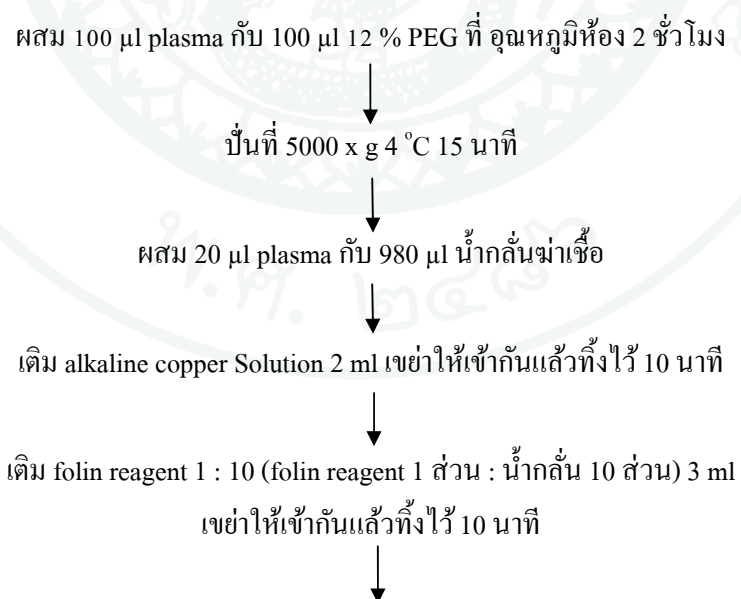 ผสม 100 µl plasma กับ 100 µl 12 % PEG ที่ อุณหภูมิห้อง 2 ชั่วโมง
ปั่นที่ 5000 x g 4 °C 15 นาที
ผสม 20 µl plasma กับ 980 µl น้ำกลั่นฆ่าเชื้อ
พ.ศ. ๒๔๘๖
เติม alkaline copper Solution 2 ml เขย่าให้เข้ากันแล้วทิ้งไว้ 10 นาที
เติม folin reagent 1 : 10 (folin reagent 1 ส่วน : น้ำกลั่น 10 ส่วน) 3 ml
เขย่าให้เข้ากันแล้วทิ้งไว้ 10 นาที